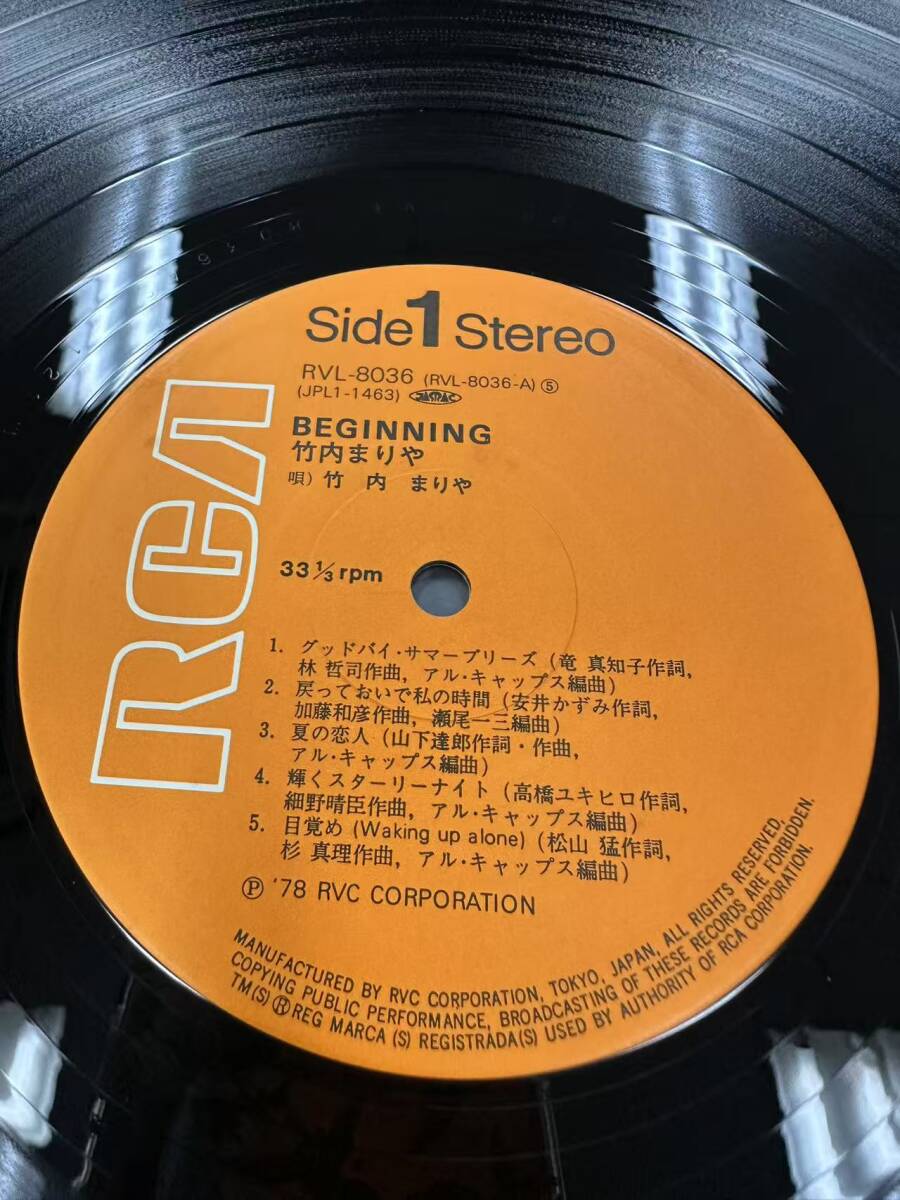 Side 1 Stereo
RVL-8036 (RVL-8036-A) ⑤
(JPL1-1463) JASRAC
BEGINNING
竹内まりや
唄) 竹 内 まりや
RCA
33 1/3 rpm
1. グッドバイ・サマーブリーズ (竜 真知子作詞,
林 哲司作曲, アル・キャップス編曲)
2. 戻っておいで私の時間 (安井かずみ作詞,
加藤和彦作曲, 瀬尾一三編曲)
3. 夏の恋人 (山下達郎作詞・作曲,
アル・キャップス編曲)
4. 輝くスターリーナイト (高橋ユキヒロ作詞,
細野晴臣作曲, アル・キャップス編曲)
5. 目覚め (Waking up alone) (松山 猛作詞,
杉 真理作曲, アル・キャップス編曲)
Ⓟ '78 RVC CORPORATION
MANUFACTURED BY RVC CORPORATION, TOKYO, JAPAN, ALL RIGHTS RESERVED,
COPYING PUBLIC PERFORMANCE, BROADCASTING OF THESE RECORDS ARE FORBIDDEN.
TM(S) ® REG MARCA (S) REGISTRADA(S) USED BY AUTHORITY OF RCA CORPORATION.